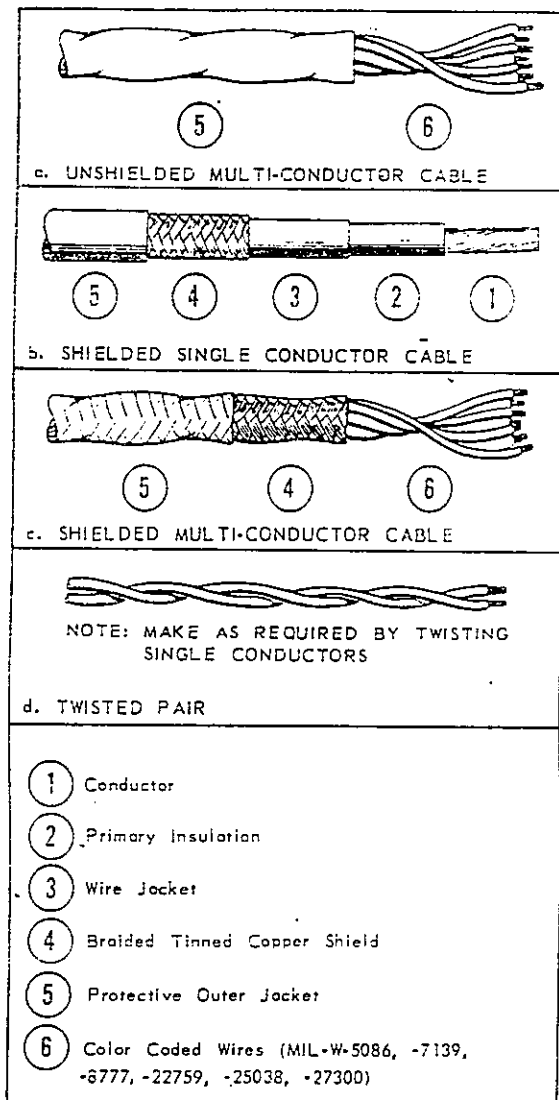 5 6
a. UNSHIELDED MULTI-CONDUCTOR CABLE
5 4 3 2 1
b. SHIELDED SINGLE CONDUCTOR CABLE
5 4 6
c. SHIELDED MULTI-CONDUCTOR CABLE
NOTE: MAKE AS REQUIRED BY TWISTING
SINGLE CONDUCTORS
d. TWISTED PAIR
1 Conductor
2 Primary Insulation
3 Wire Jacket
4 Braided Tinned Copper Shield
5 Protective Outer Jacket
6 Color Coded Wires (MIL-W-5086, -7139,
-8777, -22759, -25038, -27300)